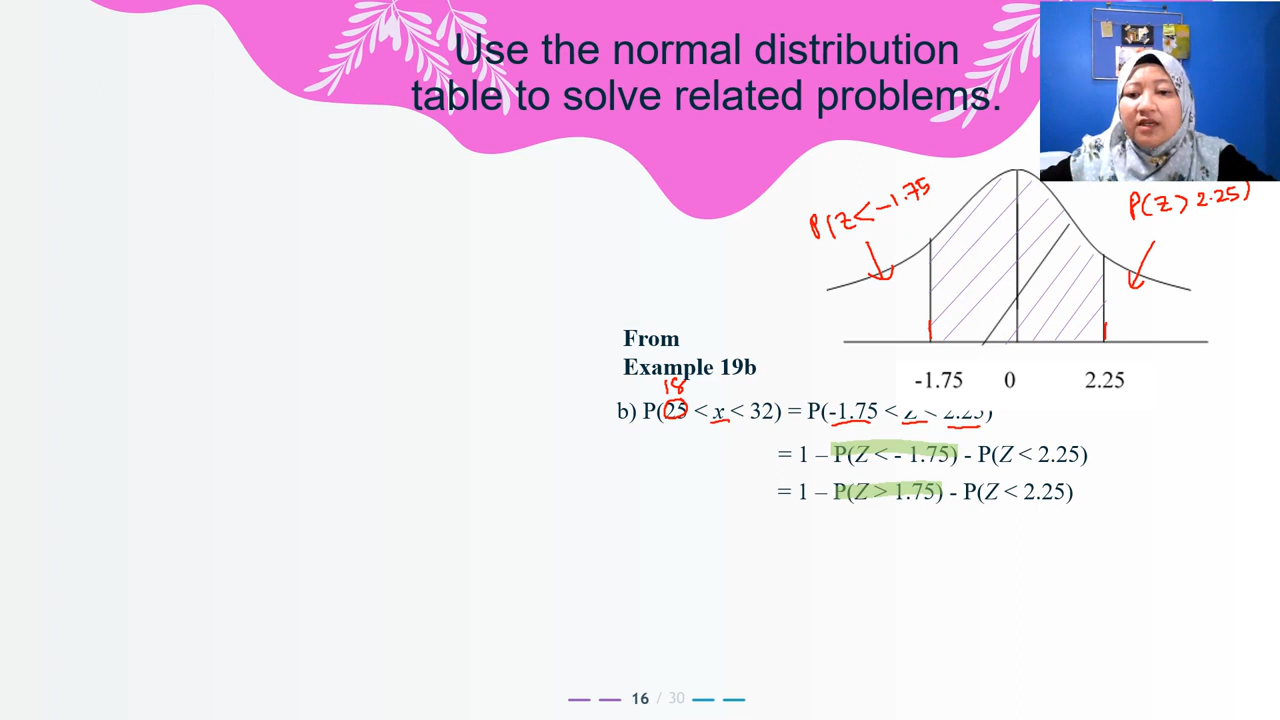 Use the normal distribution
table to solve related problems.
P(Z < -1.75
P(Z > 2.25)
From
Example 19b
-1.75 0 2.25
18
b) P(25 < x < 32) = P(-1.75 < Z < 2.25)
= 1 – P(Z < - 1.75) - P(Z < 2.25)
= 1 – P(Z > 1.75) - P(Z < 2.25)
16 / 30